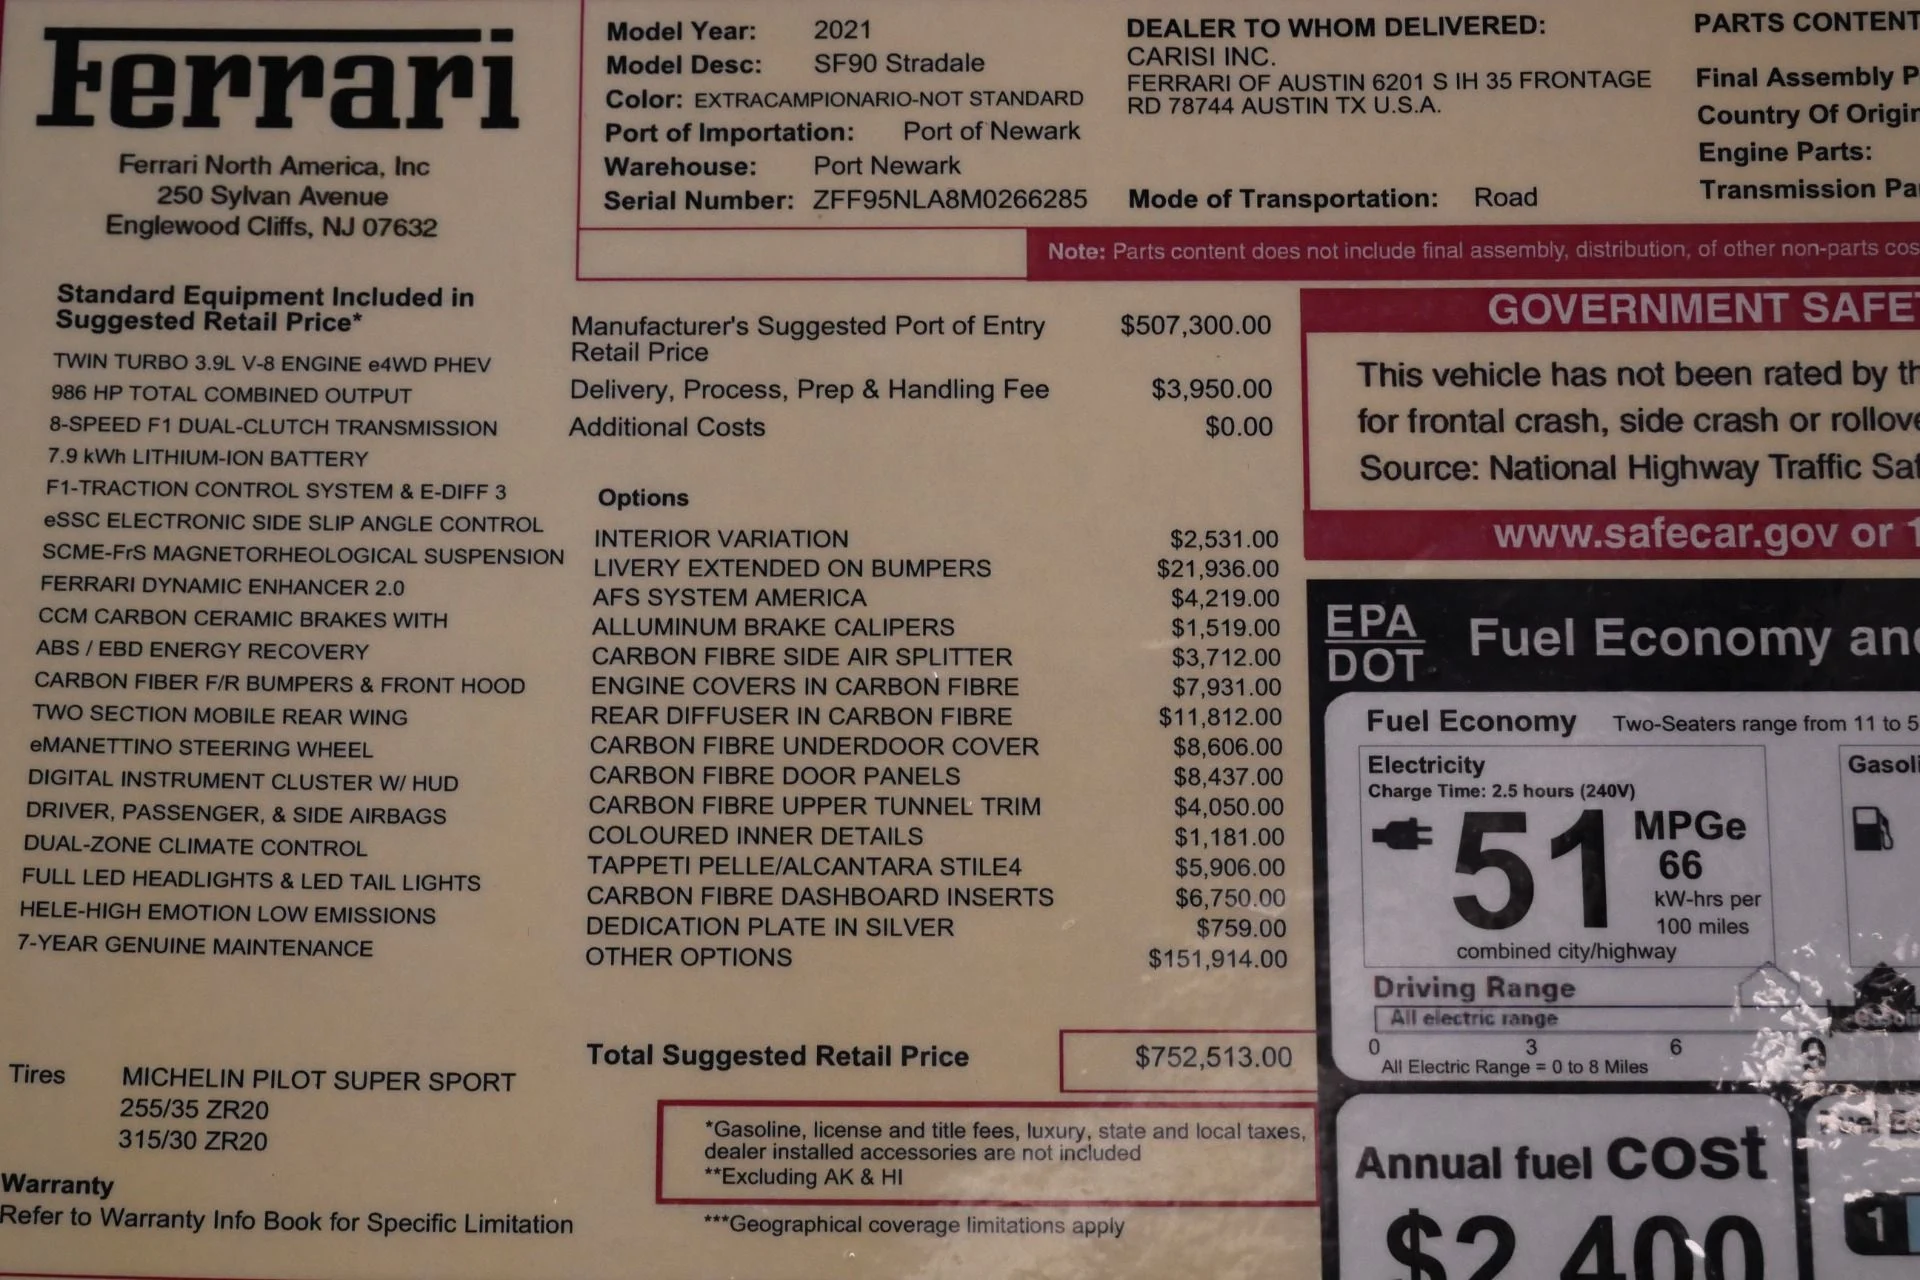 Ferrari
Ferrari North America, Inc
250 Sylvan Avenue
Englewood Cliffs, NJ 07632
Model Year: 2021
Model Desc: SF90 Stradale
Color: EXTRACAMPIONARIO-NOT STANDARD
Port of Importation: Port of Newark
Warehouse: Port Newark
Serial Number: ZFF95NLA8M0266285
DEALER TO WHOM DELIVERED:
CARISI INC.
FERRARI OF AUSTIN 6201 S IH 35 FRONTAGE
RD 78744 AUSTIN TX U.S.A.
Mode of Transportation: Road
PARTS CONTENT
Final Assembly P
Country Of Origin
Engine Parts:
Transmission Pa
Note: Parts content does not include final assembly, distribution, of other non-parts cos
Standard Equipment Included in
Suggested Retail Price*
TWIN TURBO 3.9L V-8 ENGINE e4WD PHEV
986 HP TOTAL COMBINED OUTPUT
8-SPEED F1 DUAL-CLUTCH TRANSMISSION
7.9 kWh LITHIUM-ION BATTERY
F1-TRACTION CONTROL SYSTEM & E-DIFF 3
eSSC ELECTRONIC SIDE SLIP ANGLE CONTROL
SCME-FrS MAGNETORHEOLOGICAL SUSPENSION
FERRARI DYNAMIC ENHANCER 2.0
CCM CARBON CERAMIC BRAKES WITH
ABS / EBD ENERGY RECOVERY
CARBON FIBER F/R BUMPERS & FRONT HOOD
TWO SECTION MOBILE REAR WING
eMANETTINO STEERING WHEEL
DIGITAL INSTRUMENT CLUSTER W/ HUD
DRIVER, PASSENGER, & SIDE AIRBAGS
DUAL-ZONE CLIMATE CONTROL
FULL LED HEADLIGHTS & LED TAIL LIGHTS
HELE-HIGH EMOTION LOW EMISSIONS
7-YEAR GENUINE MAINTENANCE
Tires MICHELIN PILOT SUPER SPORT
255/35 ZR20
315/30 ZR20
Warranty
Refer to Warranty Info Book for Specific Limitation
Manufacturer's Suggested Port of Entry $507,300.00
Retail Price
Delivery, Process, Prep & Handling Fee $3,950.00
Additional Costs $0.00
Options
INTERIOR VARIATION $2,531.00
LIVERY EXTENDED ON BUMPERS $21,936.00
AFS SYSTEM AMERICA $4,219.00
ALLUMINUM BRAKE CALIPERS $1,519.00
CARBON FIBRE SIDE AIR SPLITTER $3,712.00
ENGINE COVERS IN CARBON FIBRE $7,931.00
REAR DIFFUSER IN CARBON FIBRE $11,812.00
CARBON FIBRE UNDERDOOR COVER $8,606.00
CARBON FIBRE DOOR PANELS $8,437.00
CARBON FIBRE UPPER TUNNEL TRIM $4,050.00
COLOURED INNER DETAILS $1,181.00
TAPPETI PELLE/ALCANTARA STILE4 $5,906.00
CARBON FIBRE DASHBOARD INSERTS $6,750.00
DEDICATION PLATE IN SILVER $759.00
OTHER OPTIONS $151,914.00
Total Suggested Retail Price $752,513.00
*Gasoline, license and title fees, luxury, state and local taxes,
dealer installed accessories are not included
**Excluding AK & HI
***Geographical coverage limitations apply
GOVERNMENT SAFE
This vehicle has not been rated by th
for frontal crash, side crash or rollove
Source: National Highway Traffic Saf
www.safecar.gov or 1
EPA
DOT
Fuel Economy and
Fuel Economy Two-Seaters range from 11 to 5
Electricity
Charge Time: 2.5 hours (240V)
51
MPGe
66
kW-hrs per
100 miles
combined city/highway
Gasoli
Driving Range
All electric range
0 3 6 9
All Electric Range = 0 to 8 Miles
Annual fuel cost
$2,400
1